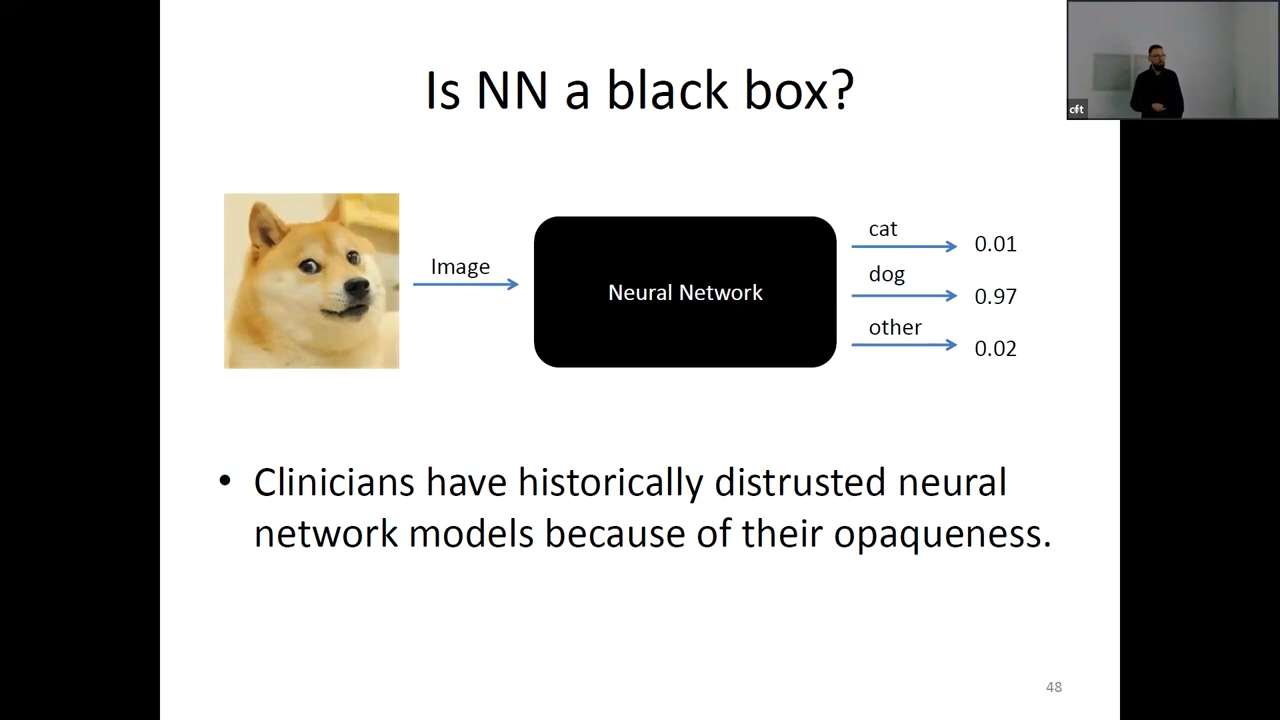 Is NN a black box?
cft
Image
Neural Network
cat
0.01
dog
0.97
other
0.02
• Clinicians have historically distrusted neural
network models because of their opaqueness.
48